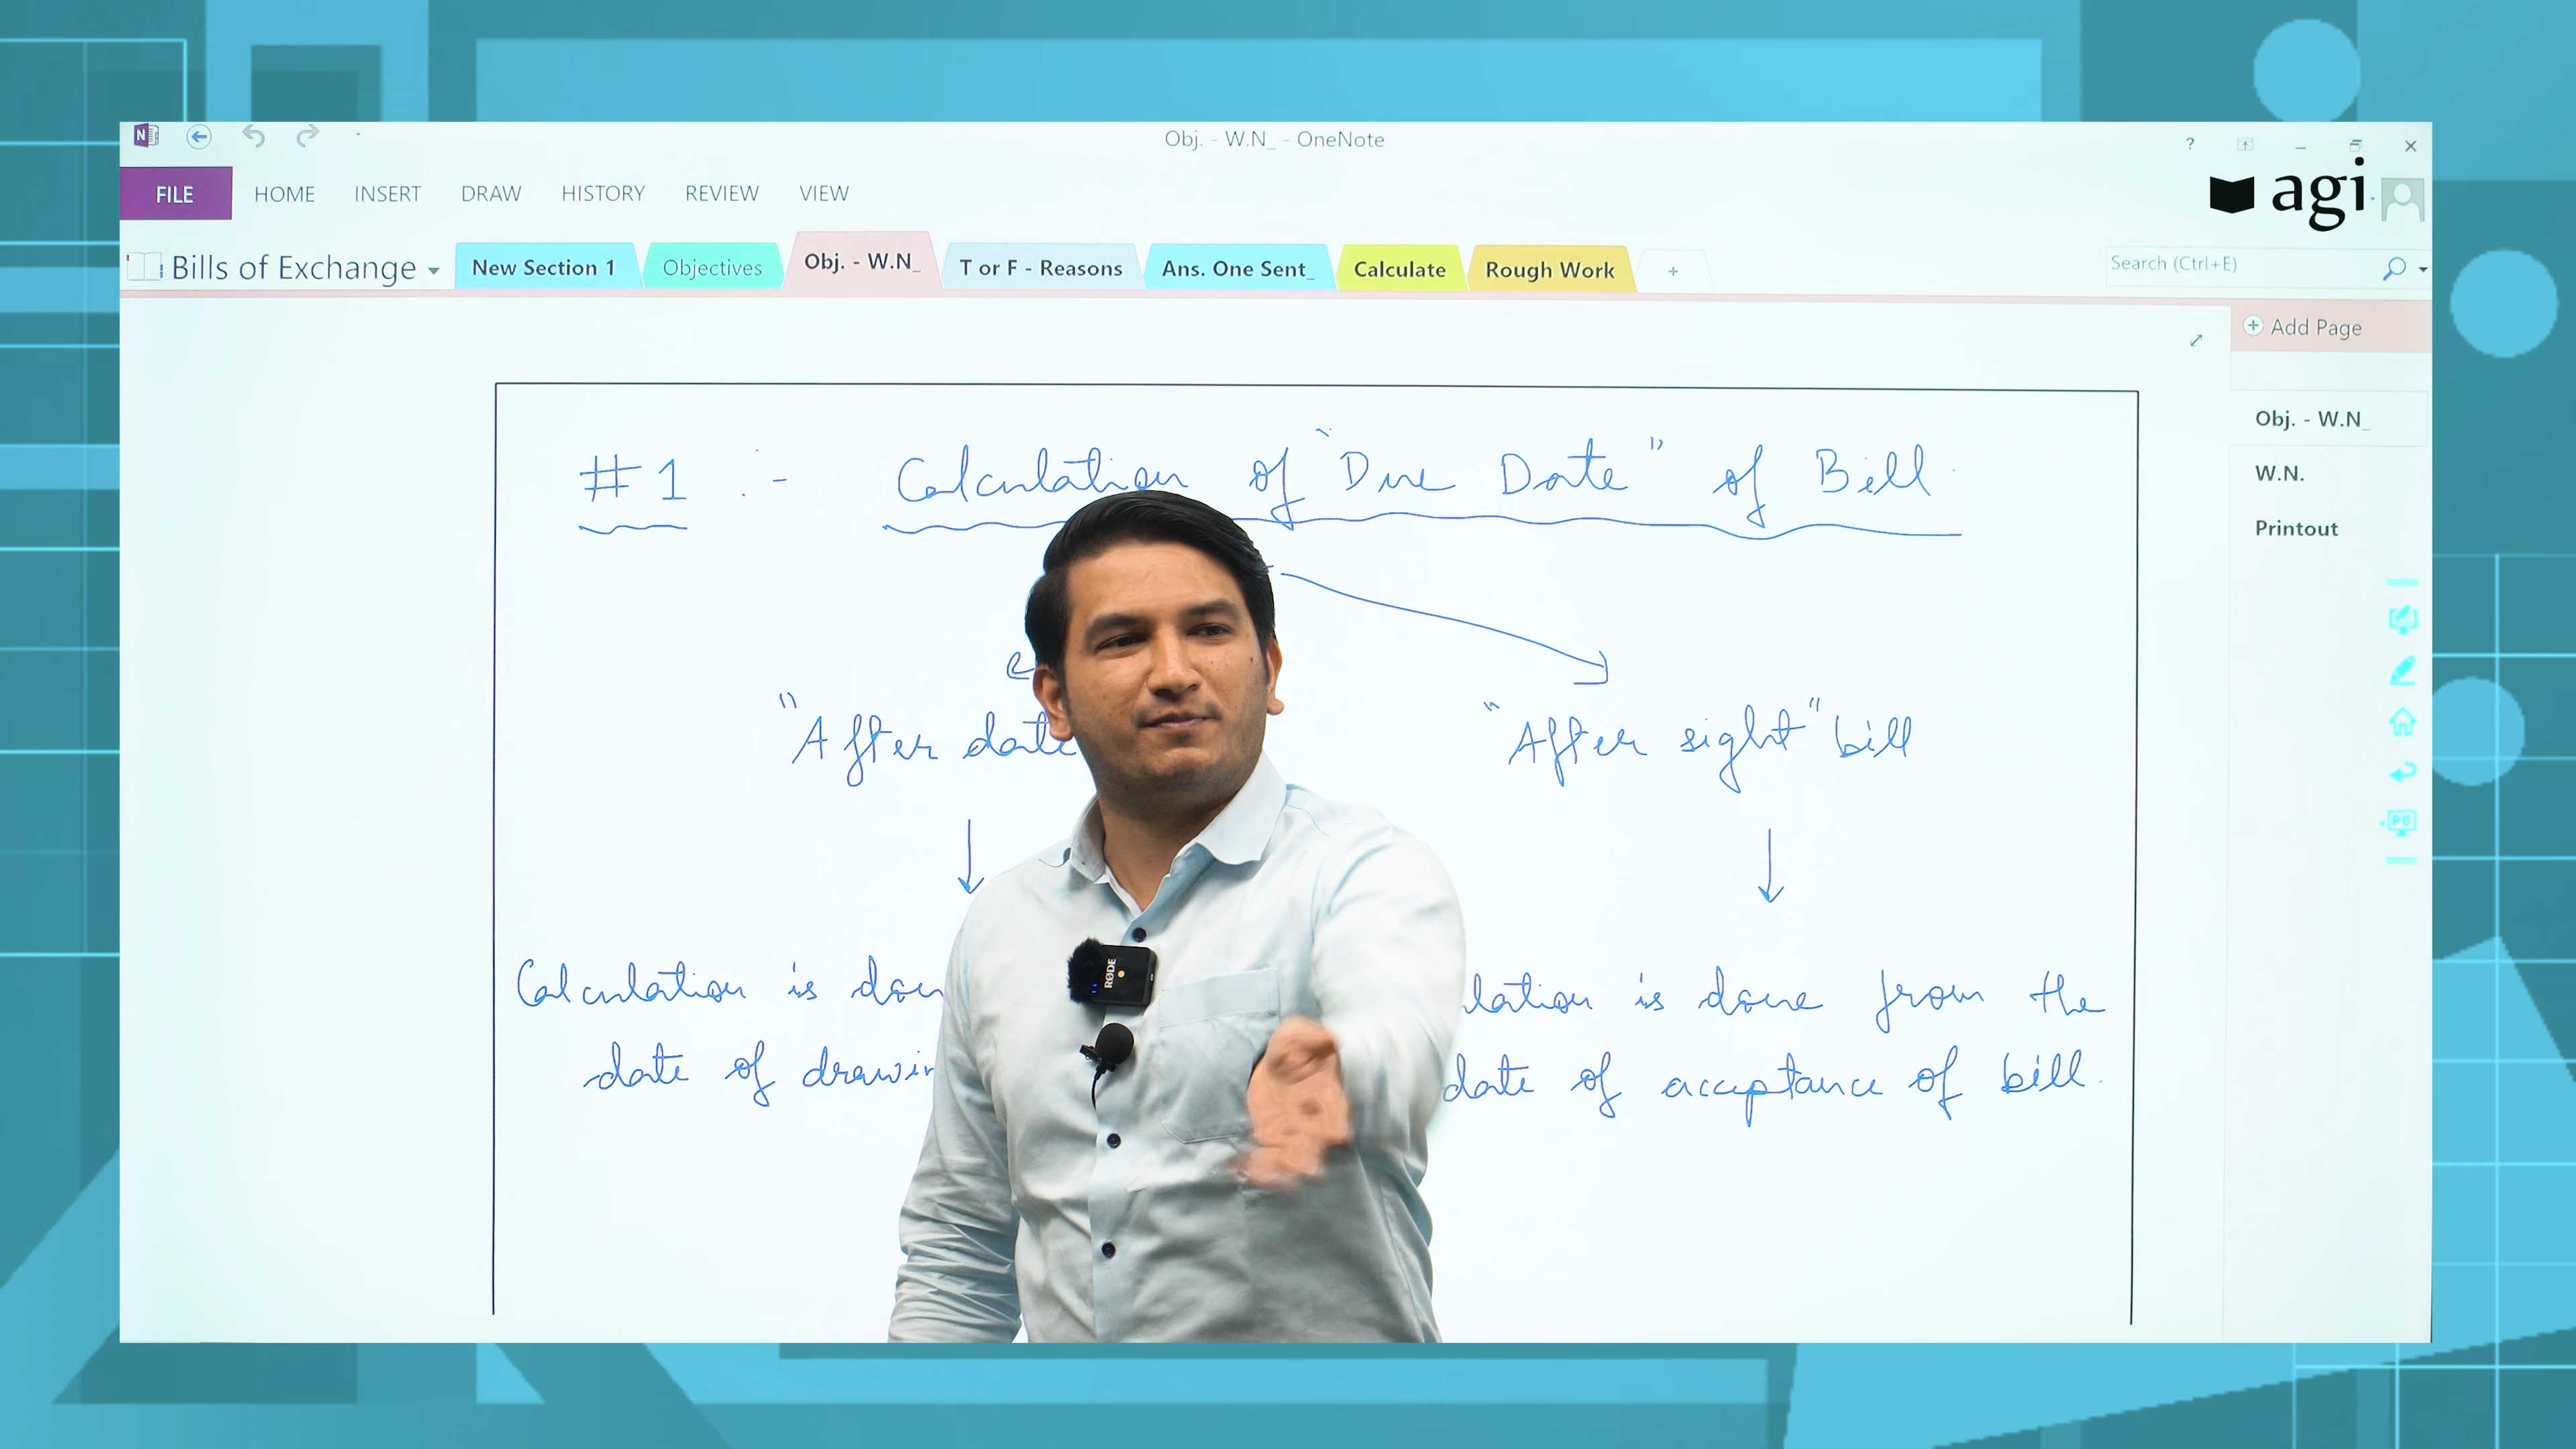 Obj. - W.N_ - OneNote
?
agi
FILE HOME INSERT DRAW HISTORY REVIEW VIEW
Bills of Exchange New Section 1 Objectives Obj. - W.N_ T or F - Reasons Ans. One Sent_ Calculate Rough Work +
Search (Ctrl+E)
Add Page
Obj. - W.N_
W.N.
Printout
#1 :- Calculation of "Due Date" of Bill
"After date
"After sight" bill
Calculation is don
date of drawin
lation is done from the
date of acceptance of bill.
RØDE
PB